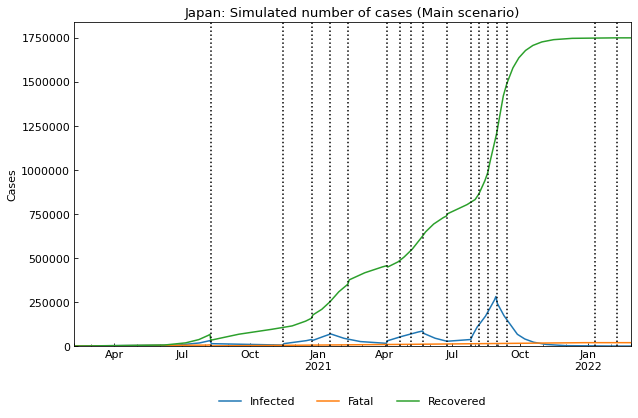 Japan: Simulated number of cases (Main scenario)
Cases
1750000
1500000
1250000
1000000
750000
500000
250000
0
Apr Jul Oct Jan Apr Jul Oct Jan
2021 2022
Infected Fatal Recovered